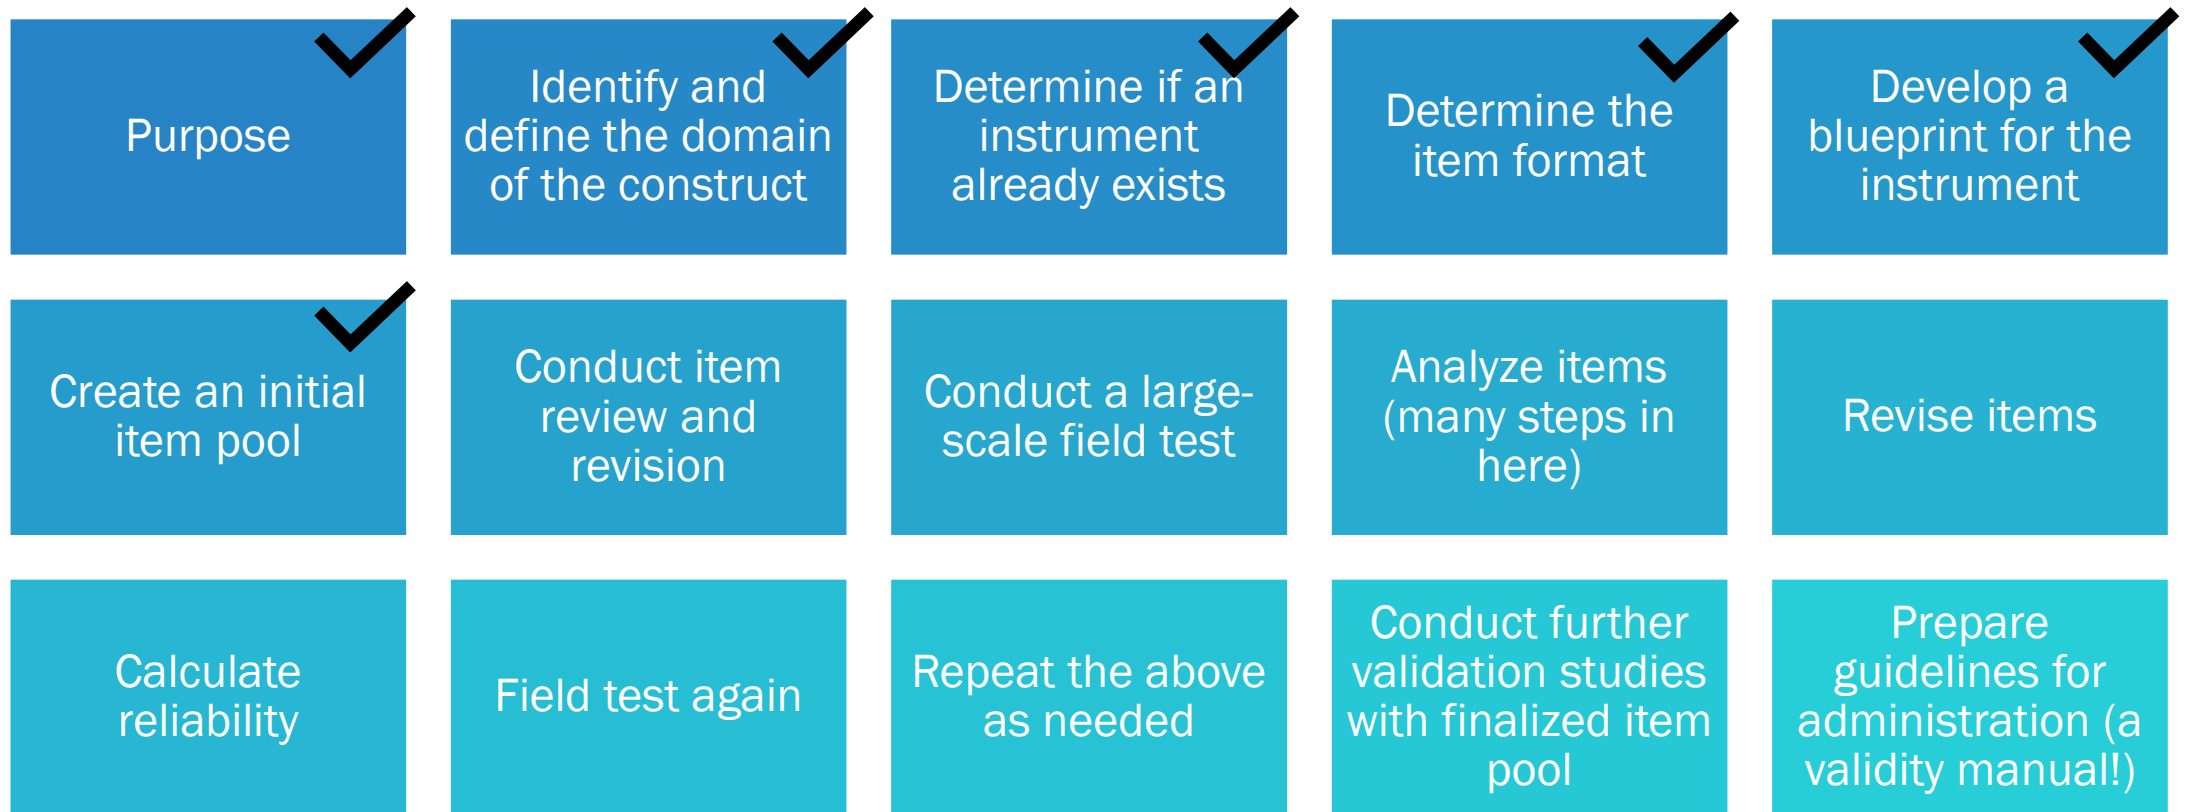 Purpose
Identify and
define the domain
of the construct
Determine if an
instrument
already exists
Determine the
item format
Develop a
blueprint for the
instrument
Create an initial
item pool
Conduct item
review and
revision
Conduct a large-
scale field test
Analyze items
(many steps in
here)
Revise items
Calculate
reliability
Field test again
Repeat the above
as needed
Conduct further
validation studies
with finalized item
pool
Prepare
guidelines for
administration (a
validity manual!)